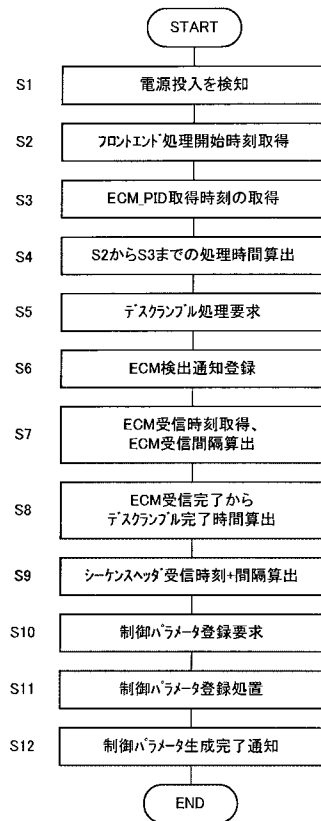 START
S1 電源投入を検知
S2 フロントエンド処理開始時刻取得
S3 ECM_PID取得時刻の取得
S4 S2からS3までの処理時間算出
S5 デスクランブル処理要求
S6 ECM検出通知登録
S7 ECM受信時刻取得、
ECM受信間隔算出
S8 ECM受信完了から
デスクランブル完了時間算出
S9 シーケンスヘッダ受信時刻+間隔算出
S10 制御パラメータ登録要求
S11 制御パラメータ登録処置
S12 制御パラメータ生成完了通知
END